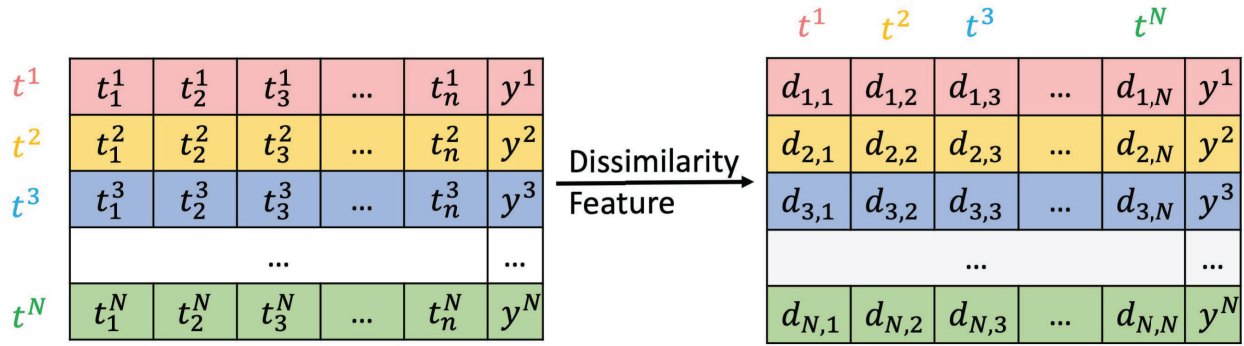 t^1 t^2 t^3 t^N
t^1 t_1^1 t_2^1 t_3^1 ... t_n^1 y^1 d_{1,1} d_{1,2} d_{1,3} ... d_{1,N} y^1
t^2 t_1^2 t_2^2 t_3^2 ... t_n^2 y^2 d_{2,1} d_{2,2} d_{2,3} ... d_{2,N} y^2
Dissimilarity
t^3 t_1^3 t_2^3 t_3^3 ... t_n^3 y^3 d_{3,1} d_{3,2} d_{3,3} ... d_{3,N} y^3
Feature
... ... ... ...
t^N t_1^N t_2^N t_3^N ... t_n^N y^N d_{N,1} d_{N,2} d_{N,3} ... d_{N,N} y^N